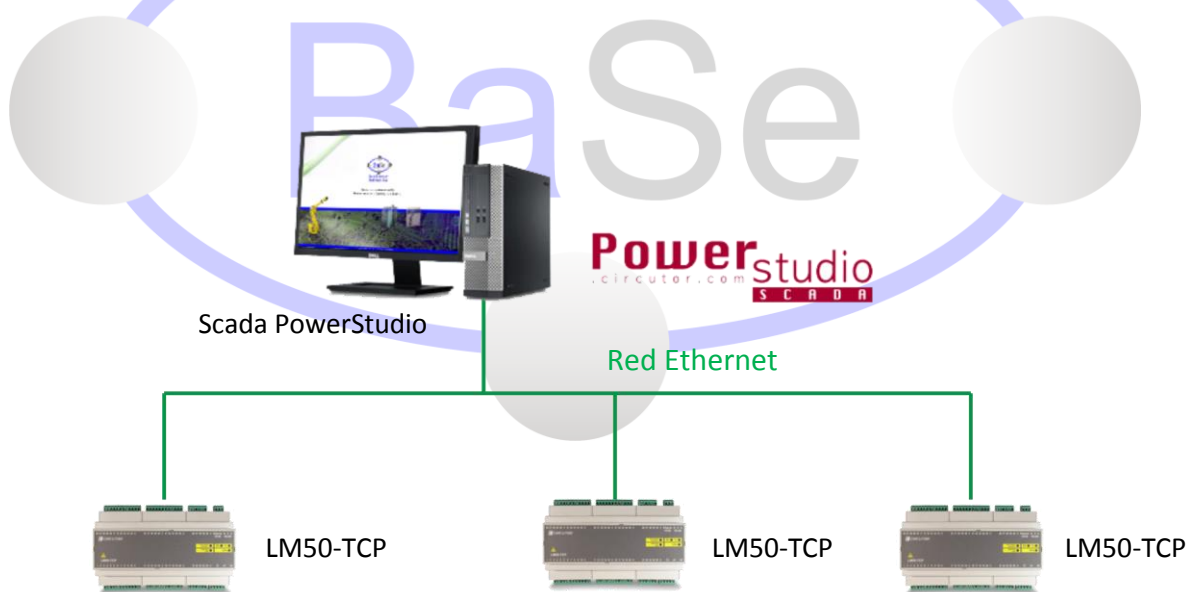 BaSe
Power studio
.circutor.com
SCADA
Scada PowerStudio
Red Ethernet
LM50-TCP
LM50-TCP
LM50-TCP